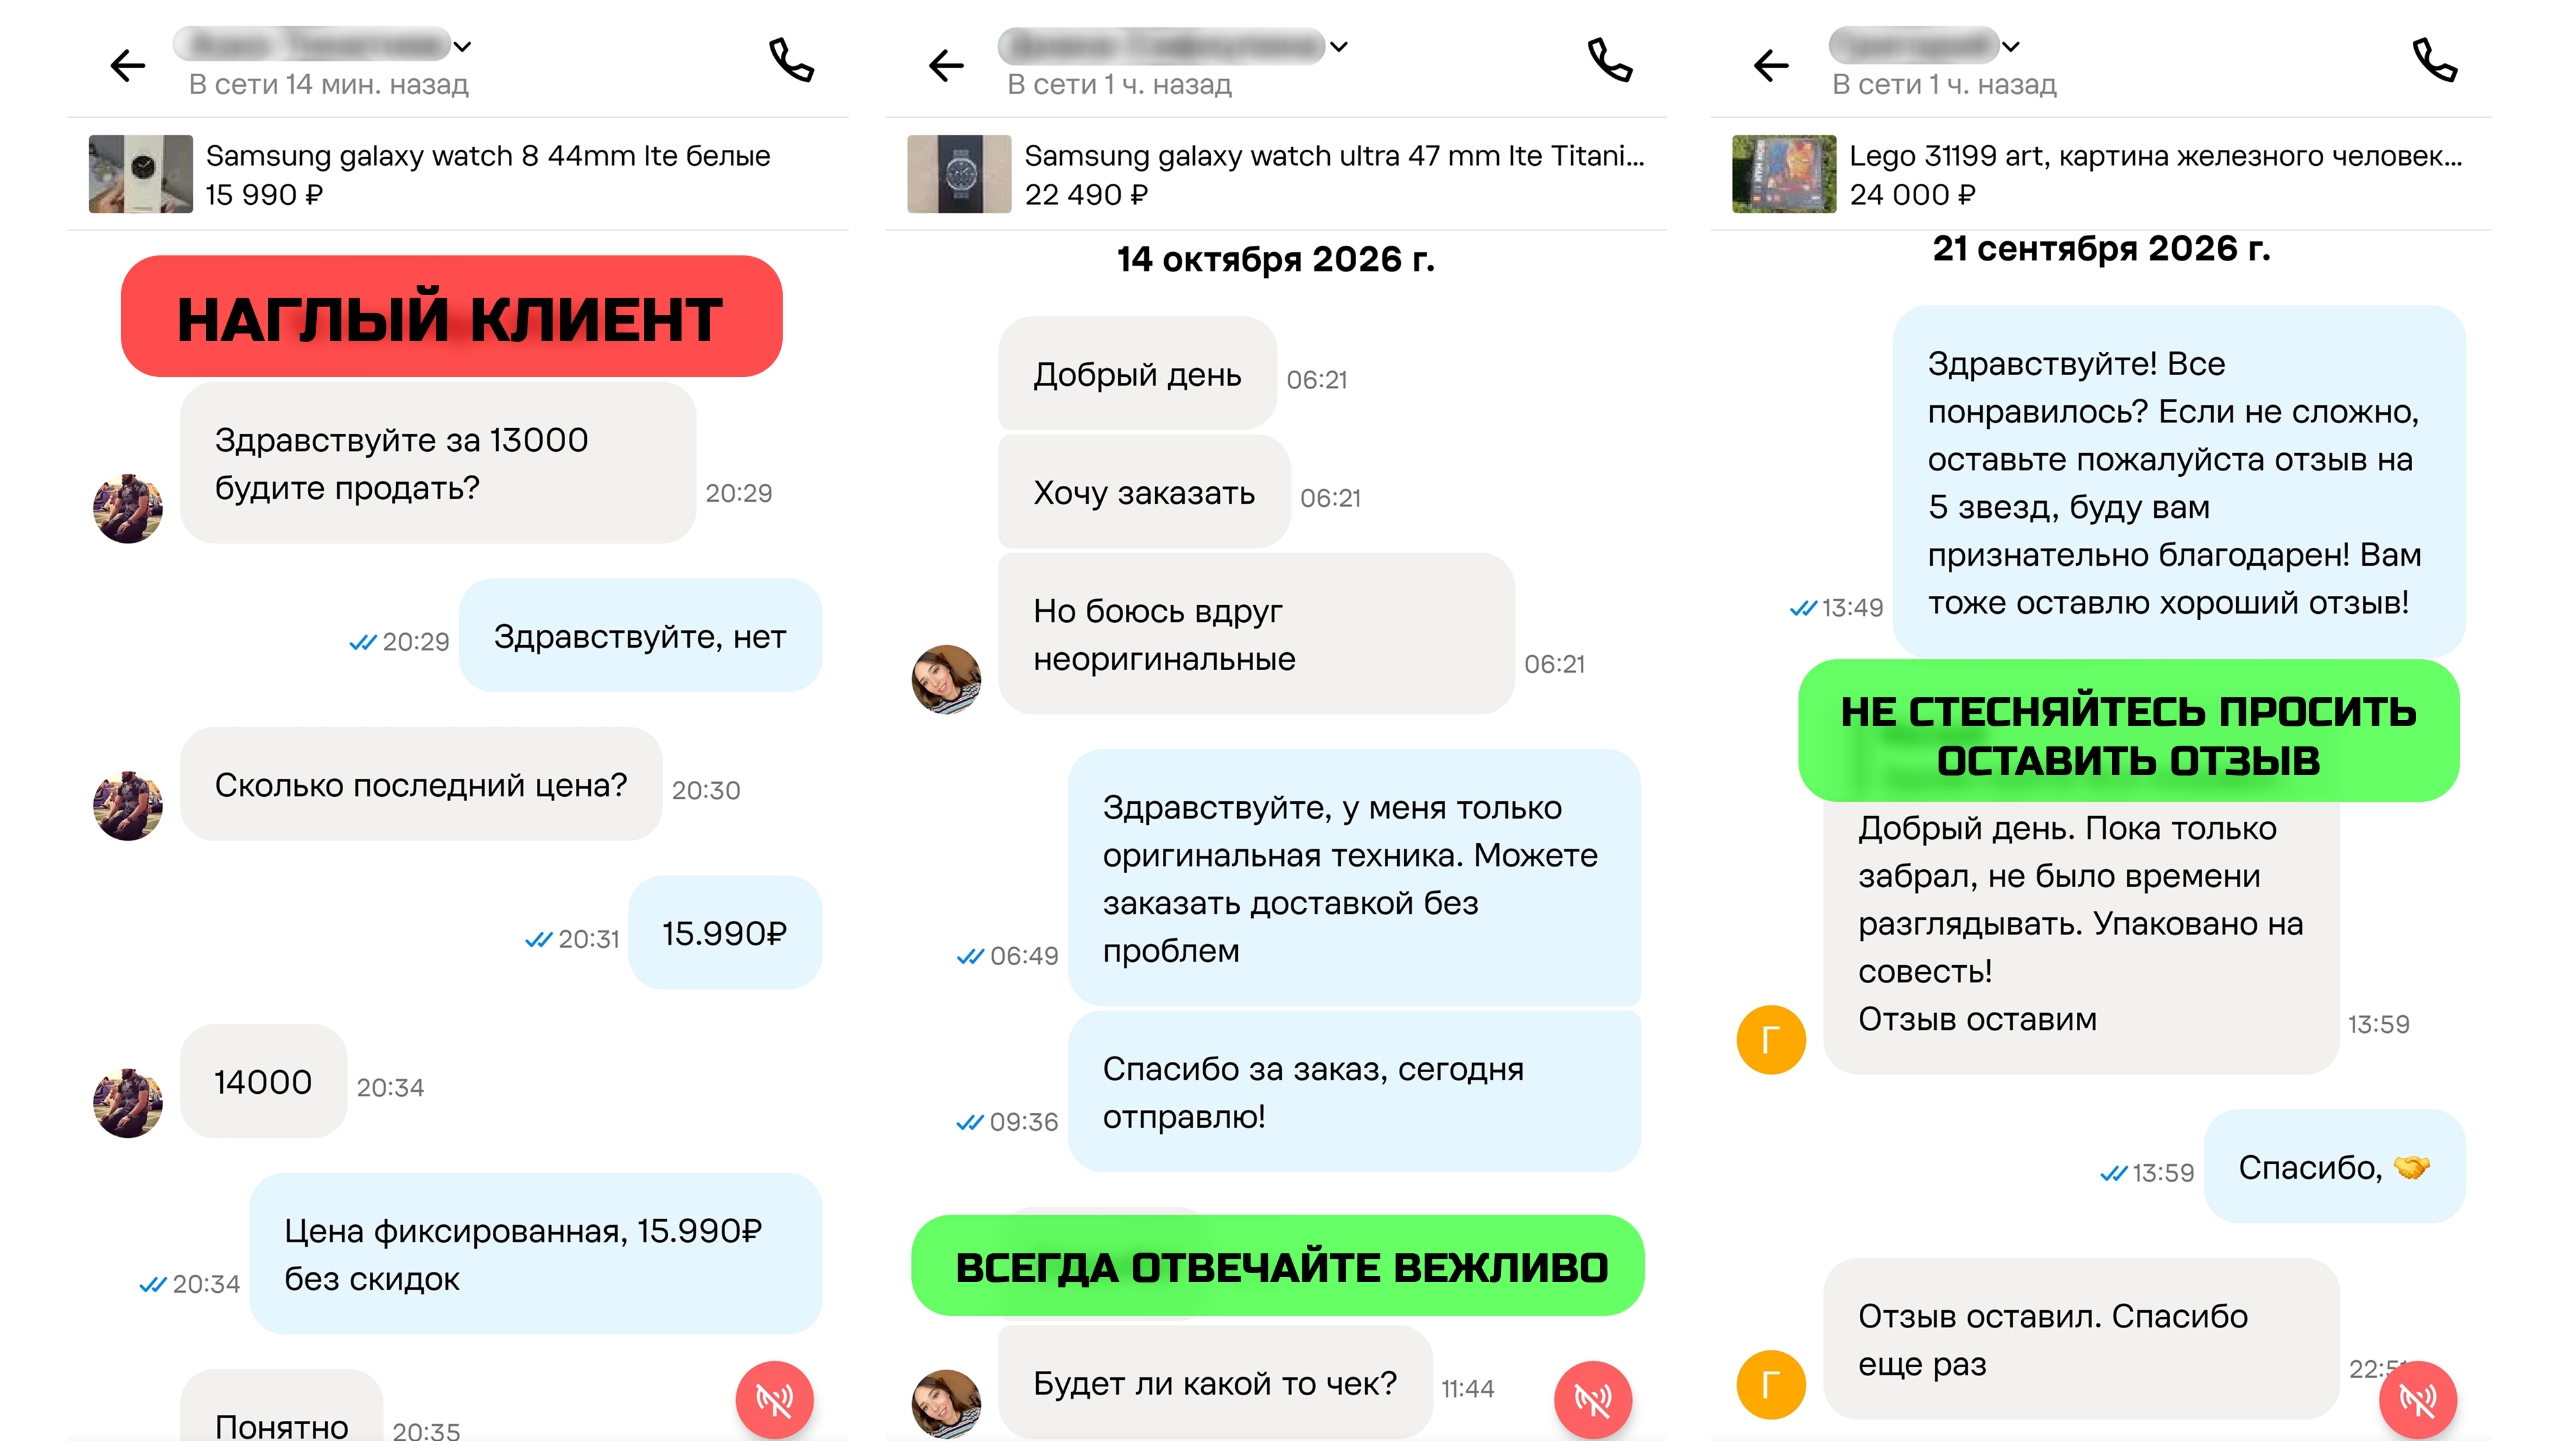 В сети 14 мин. назад
Samsung galaxy watch 8 44mm lte белые
15 990 ₽
НАГЛЫЙ КЛИЕНТ
Здравствуйте за 13000
будите продать?
20:29
Здравствуйте, нет
20:29
Сколько последний цена?
20:30
15.990₽
20:31
14000
20:34
Цена фиксированная, 15.990₽
без скидок
20:34
Понятно
20:35
В сети 1 ч. назад
Samsung galaxy watch ultra 47 mm lte Titani...
22 490 ₽
14 октября 2026 г.
Добрый день
06:21
Хочу заказать
06:21
Но боюсь вдруг
неоригинальные
06:21
Здравствуйте, у меня только
оригинальная техника. Можете
заказать доставкой без
проблем
06:49
Спасибо за заказ, сегодня
отправлю!
09:36
ВСЕГДА ОТВЕЧАЙТЕ ВЕЖЛИВО
Будет ли какой то чек?
11:44
В сети 1 ч. назад
Lego 31199 art, картина железного человек...
24 000 ₽
21 сентября 2026 г.
Здравствуйте! Все
понравилось? Если не сложно,
оставьте пожалуйста отзыв на
5 звезд, буду вам
признательно благодарен! Вам
тоже оставлю хороший отзыв!
13:49
НЕ СТЕСНЯЙТЕСЬ ПРОСИТЬ
ОСТАВИТЬ ОТЗЫВ
Добрый день. Пока только
забрал, не было времени
разглядывать. Упаковано на
совесть!
Отзыв оставим
13:59
Г
Спасибо, 🤝
13:59
Отзыв оставил. Спасибо
еще раз
Г